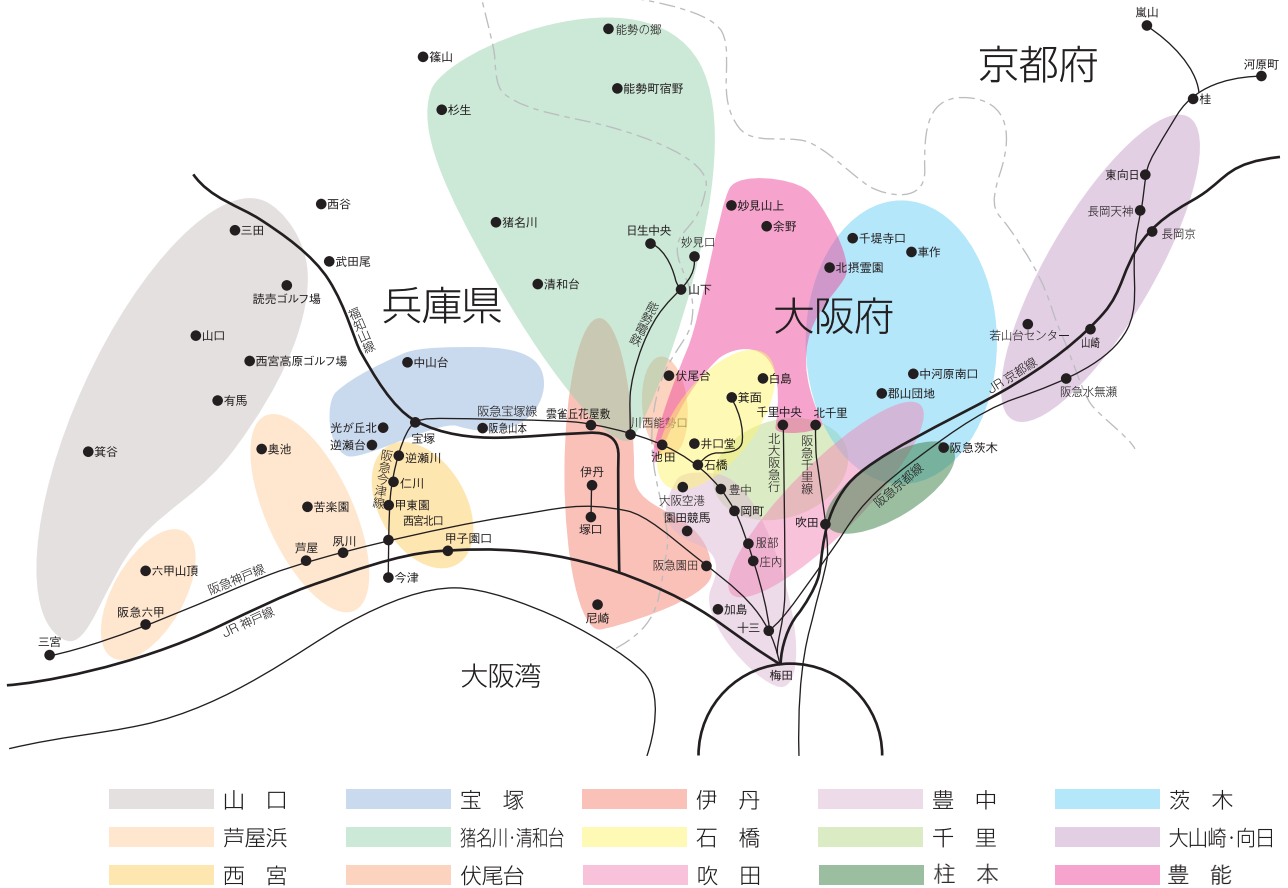 嵐山
能勢の郷
篠山
京都府
河原町
能勢町宿野
桂
杉生
東向日
西谷
妙見山上
長岡天神
猪名川
余野
三田
日生中央
妙見口
千堤寺口
長岡京
車作
武田尾
北摂霊園
読売ゴルフ場
清和台
山下
兵庫県
大阪府
福知山線
能勢電鉄
若山台センター
山崎
山口
西宮高原ゴルフ場
中山台
JR 京都線
伏尾台
白島
中河原南口
阪急水無瀬
有馬
箕面
郡山団地
阪急宝塚線
雲雀丘花屋敷
千里中央
北千里
光が丘北
宝塚
阪急山本
川西能勢口
逆瀬台
井口堂
箕谷
奥池
阪急今津線
逆瀬川
池田
石橋
北大阪急行
阪急千里線
阪急茨木
伊丹
仁川
豊中
阪急京都線
大阪空港
苦楽園
甲東園
岡町
西宮北口
園田競馬
吹田
塚口
芦屋
夙川
甲子園口
服部
庄内
阪急園田
六甲山頂
阪急神戸線
今津
阪急六甲
JR 神戸線
尼崎
加島
三宮
十三
大阪湾
梅田
山 口
宝 塚
伊 丹
豊 中
茨 木
芦屋浜
猪名川・清和台
石 橋
千 里
大山崎・向日
西 宮
伏尾台
吹 田
柱 本
豊 能